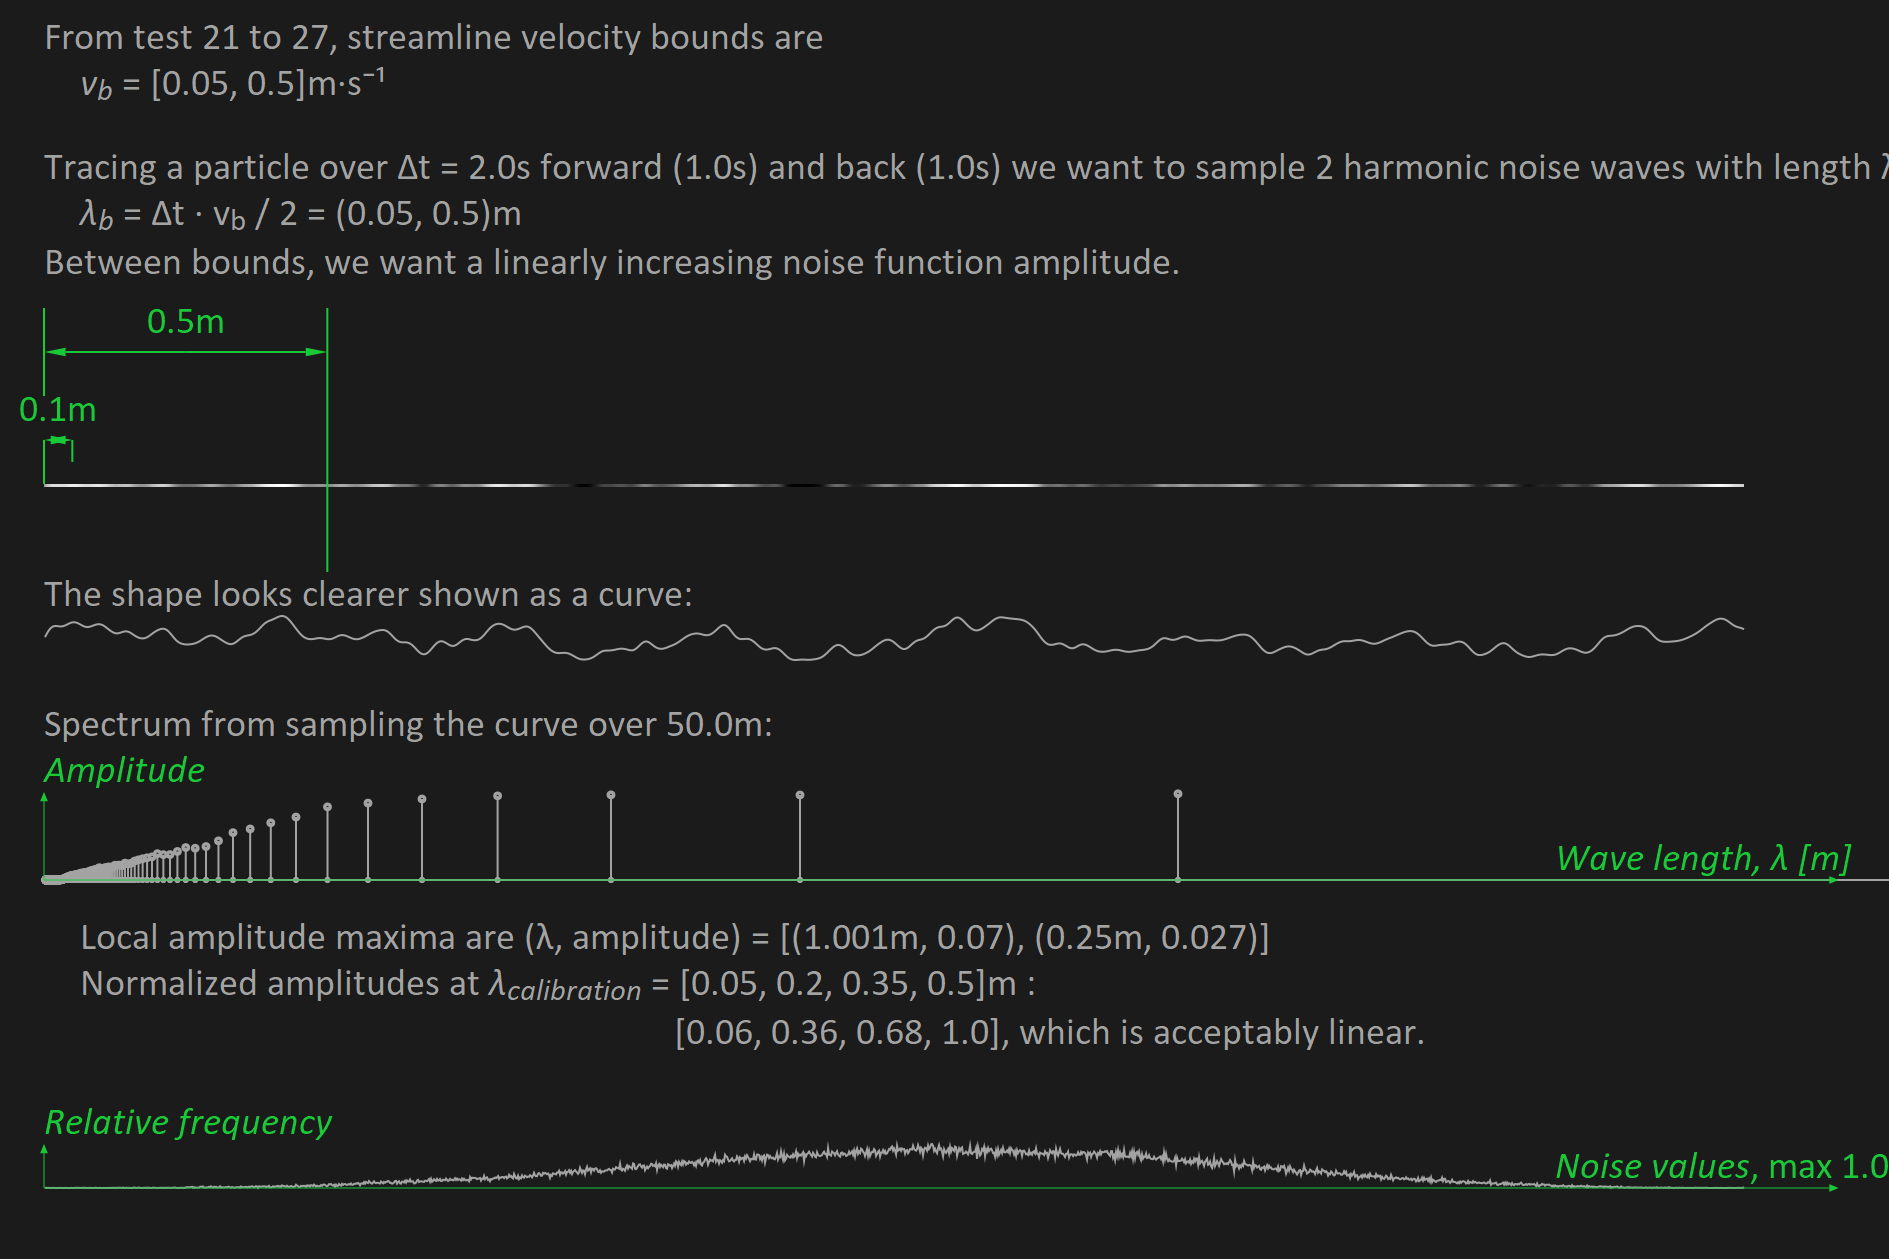 From test 21 to 27, streamline velocity bounds are
v_b = [0.05, 0.5]m·s⁻¹
Tracing a particle over Δt = 2.0s forward (1.0s) and back (1.0s) we want to sample 2 harmonic noise waves with length λ
λ_b = Δt · v_b / 2 = (0.05, 0.5)m
Between bounds, we want a linearly increasing noise function amplitude.
0.5m
0.1m
The shape looks clearer shown as a curve:
Spectrum from sampling the curve over 50.0m:
Amplitude
Wave length, λ [m]
Local amplitude maxima are (λ, amplitude) = [(1.001m, 0.07), (0.25m, 0.027)]
Normalized amplitudes at λ_calibration = [0.05, 0.2, 0.35, 0.5]m :
[0.06, 0.36, 0.68, 1.0], which is acceptably linear.
Relative frequency
Noise values, max 1.0